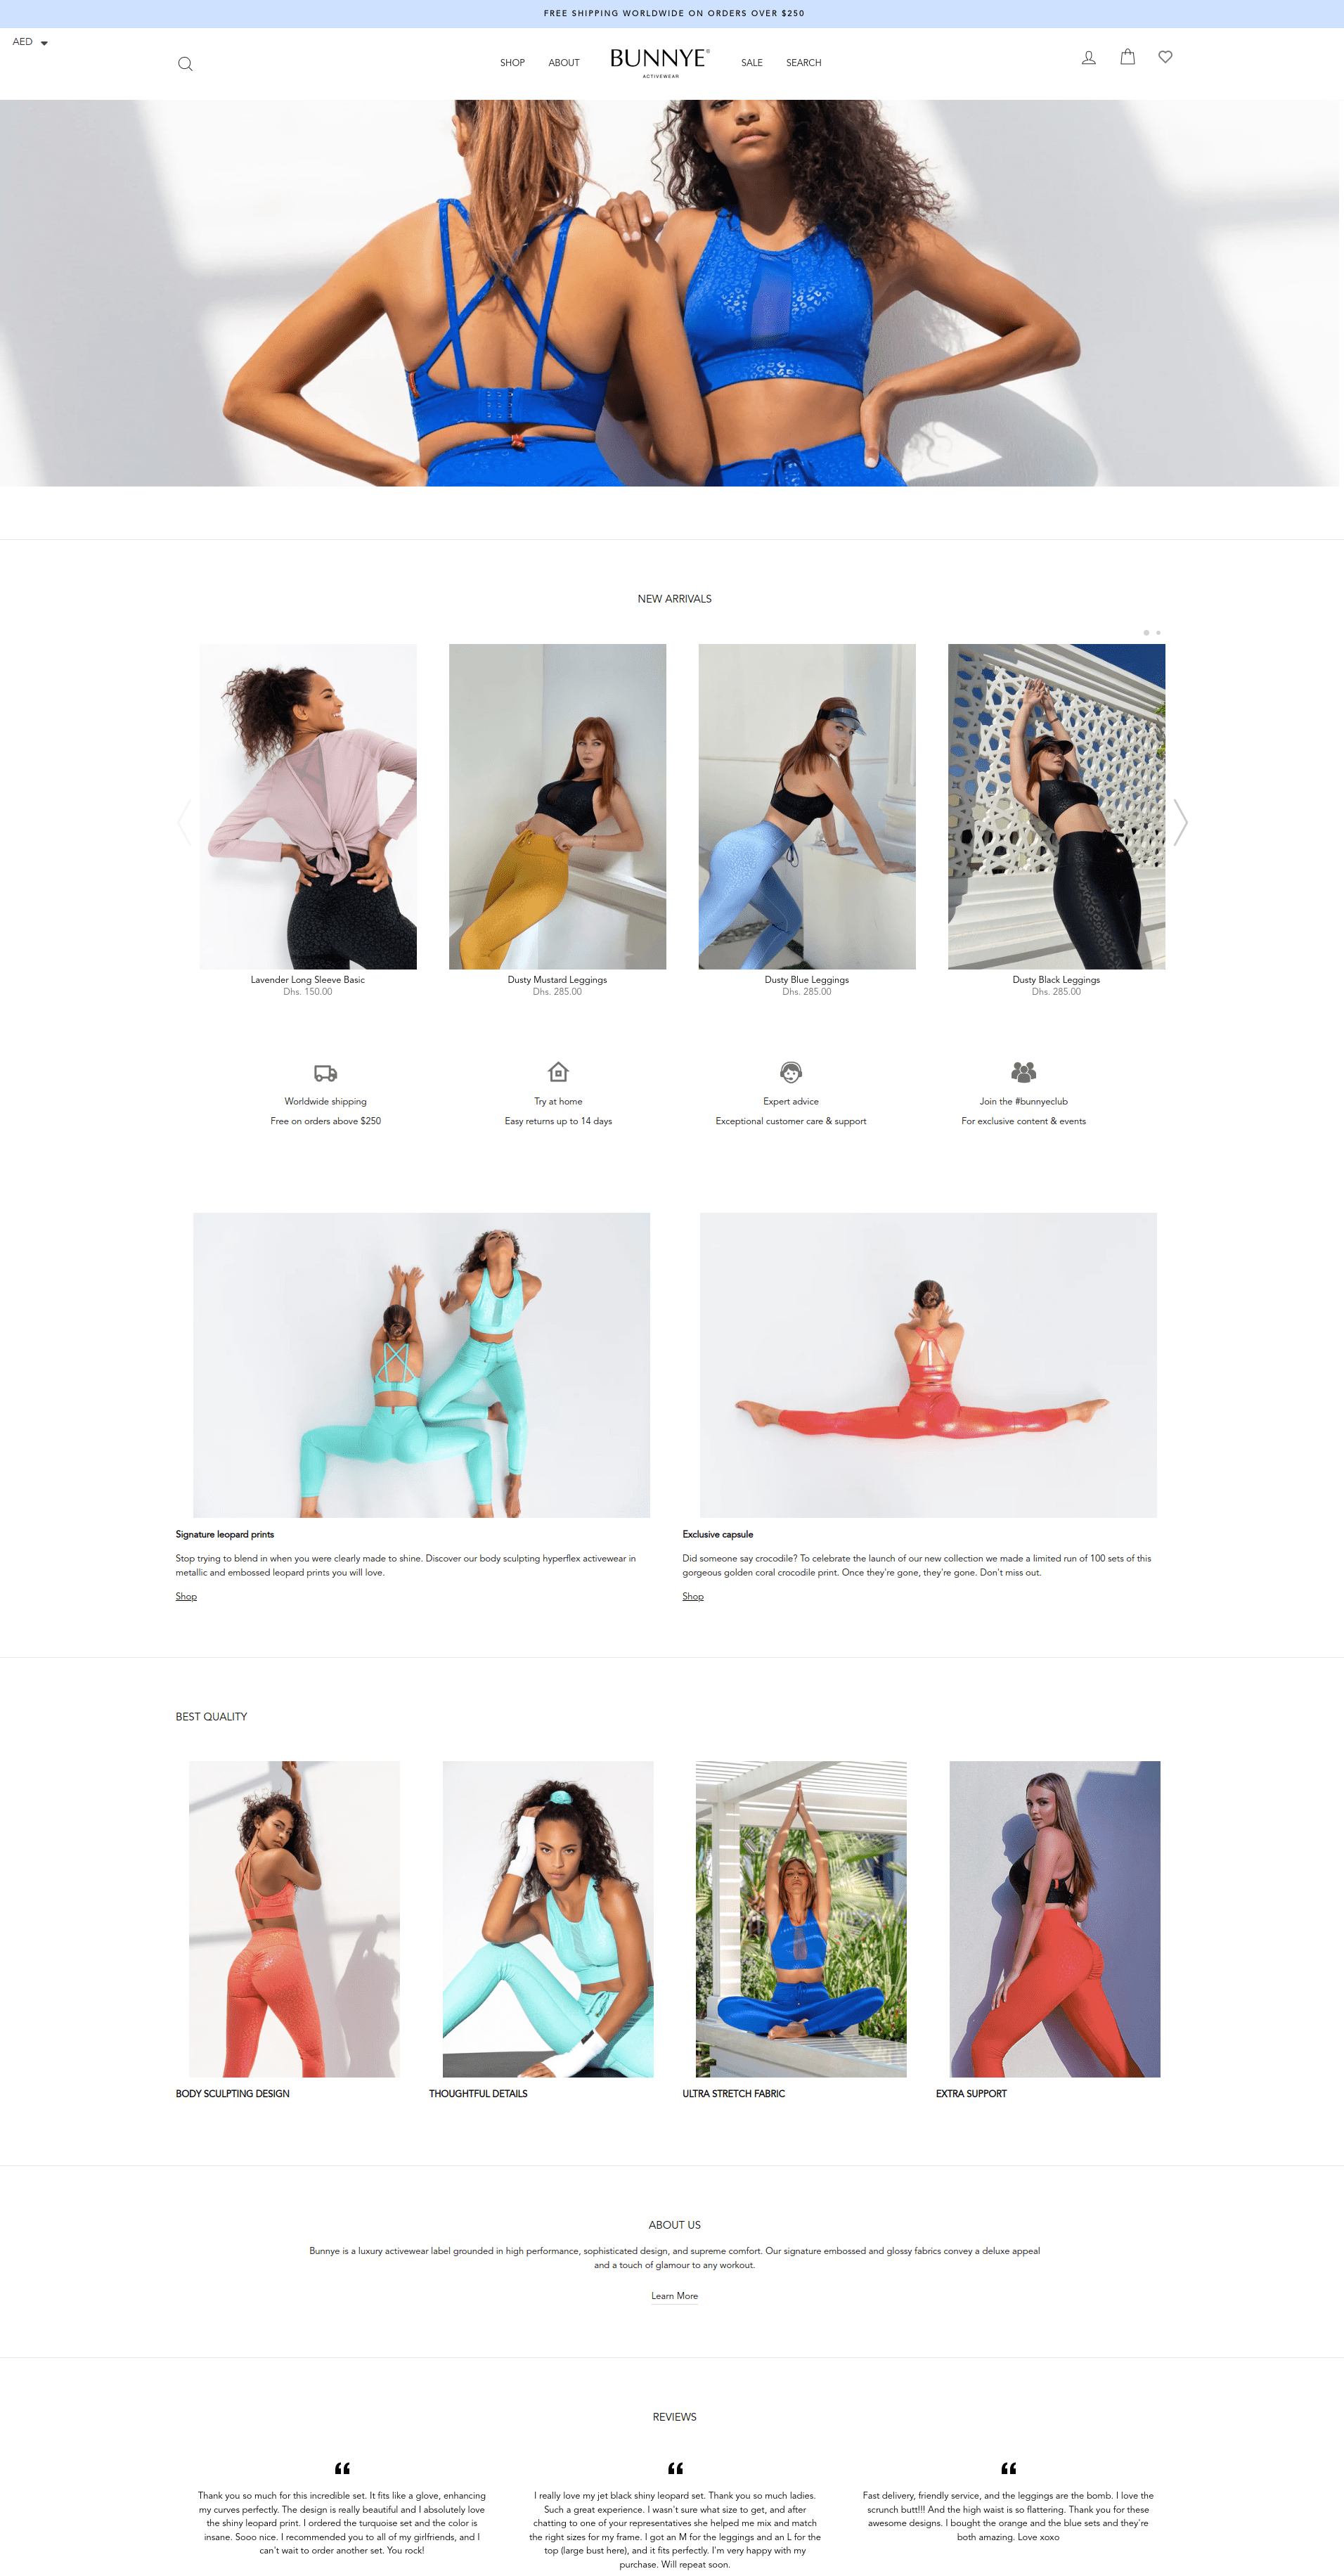 FREE SHIPPING WORLDWIDE ON ORDERS OVER $250
AED
SHOP
ABOUT
BUNNYE®
ACTIVEWEAR
SALE
SEARCH
NEW ARRIVALS
Lavender Long Sleeve Basic
Dhs. 150.00
Dusty Mustard Leggings
Dhs. 285.00
Dusty Blue Leggings
Dhs. 285.00
Dusty Black Leggings
Dhs. 285.00
Worldwide shipping
Free on orders above $250
Try at home
Easy returns up to 14 days
Expert advice
Exceptional customer care & support
Join the #bunnyeclub
For exclusive content & events
Signature leopard prints
Stop trying to blend in when you were clearly made to shine. Discover our body sculpting hyperflex activewear in
metallic and embossed leopard prints you will love.
Shop
Exclusive capsule
Did someone say crocodile? To celebrate the launch of our new collection we made a limited run of 100 sets of this
gorgeous golden coral crocodile print. Once they're gone, they're gone. Don't miss out.
Shop
BEST QUALITY
BODY SCULPTING DESIGN
THOUGHTFUL DETAILS
ULTRA STRETCH FABRIC
EXTRA SUPPORT
ABOUT US
Bunnye is a luxury activewear label grounded in high performance, sophisticated design, and supreme comfort. Our signature embossed and glossy fabrics convey a deluxe appeal
and a touch of glamour to any workout.
Learn More
REVIEWS
“
Thank you so much for this incredible set. It fits like a glove, enhancing
my curves perfectly. The design is really beautiful and I absolutely love
the shiny leopard print. I ordered the turquoise set and the color is
insane. Sooo nice. I recommended you to all of my girlfriends, and I
can't wait to order another set. You rock!
“
I really love my jet black shiny leopard set. Thank you so much ladies.
Such a great experience. I wasn't sure what size to get, and after
chatting to one of your representatives she helped me mix and match
the right sizes for my frame. I got an M for the leggings and an L for the
top (large bust here), and it fits perfectly. I'm very happy with my
purchase. Will repeat soon.
“
Fast delivery, friendly service, and the leggings are the bomb. I love the
scrunch butt!!! And the high waist is so flattering. Thank you for these
awesome designs. I bought the orange and the blue sets and they're
both amazing. Love xoxo